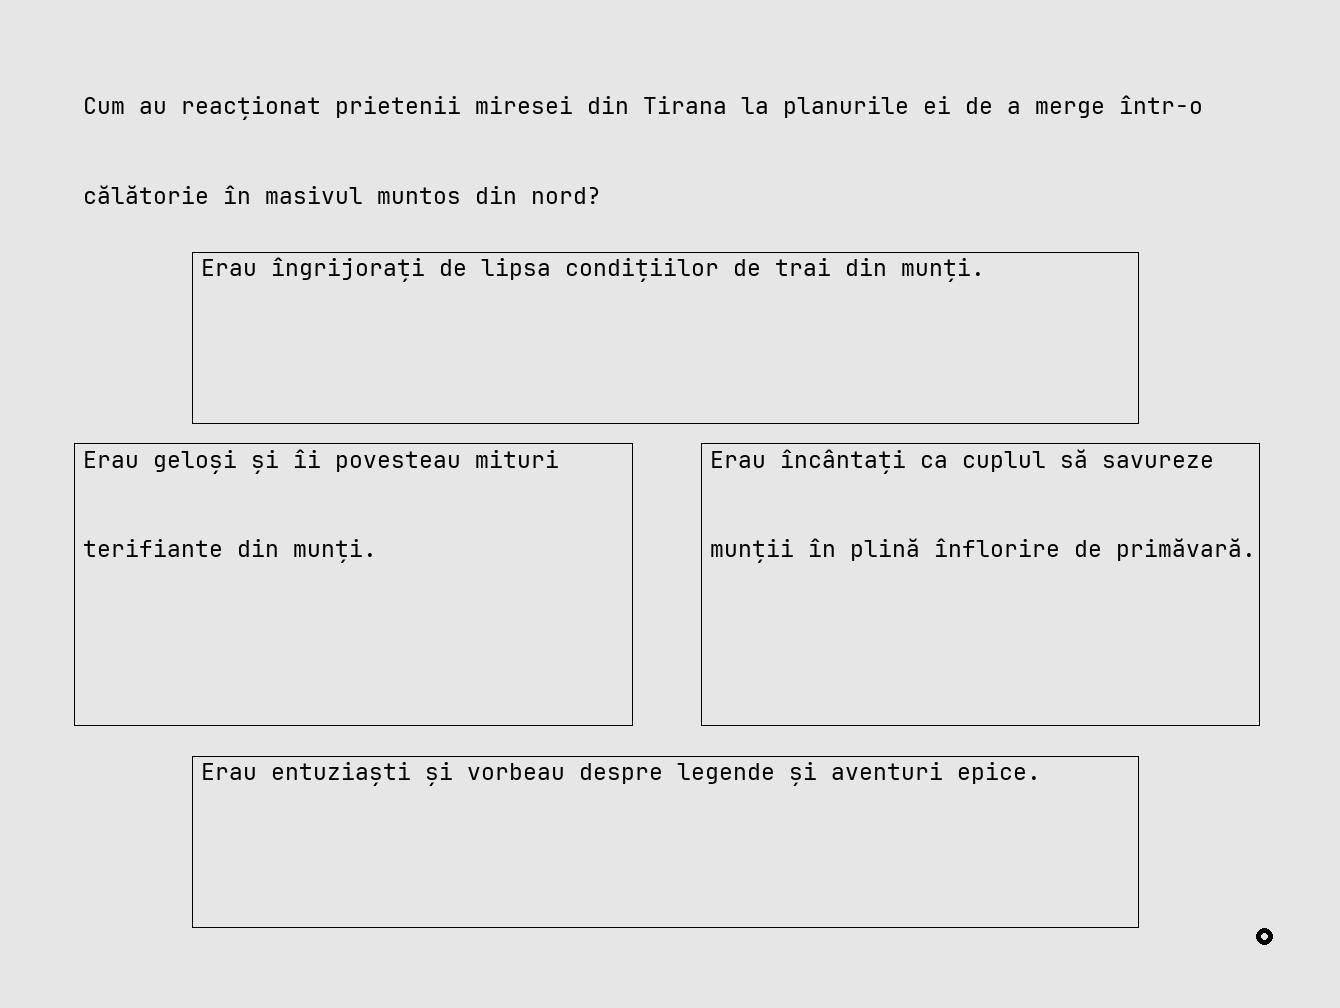 Cum au reacționat prietenii miresei din Tirana la planurile ei de a merge într-o
călătorie în masivul muntos din nord?
Erau îngrijorați de lipsa condițiilor de trai din munți.
Erau geloși și îi povesteau mituri
terifiante din munți.
Erau încântați ca cuplul să savureze
munții în plină înflorire de primăvară.
Erau entuziaști și vorbeau despre legende și aventuri epice.